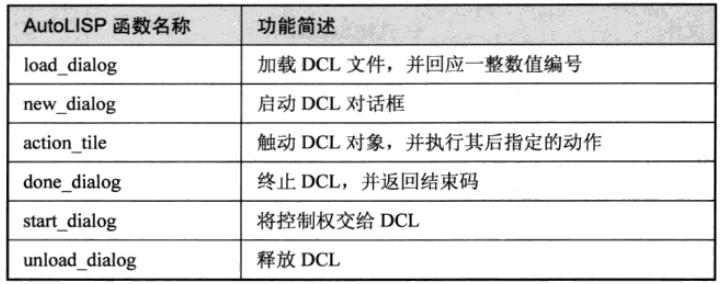 AutoLISP 函数名称 功能简述
load_dialog 加载 DCL 文件，并回应一整数值编号
new_dialog 启动 DCL 对话框
action_tile 触动 DCL 对象，并执行其后指定的动作
done_dialog 终止 DCL，并返回结束码
start_dialog 将控制权交给 DCL
unload_dialog 释放 DCL